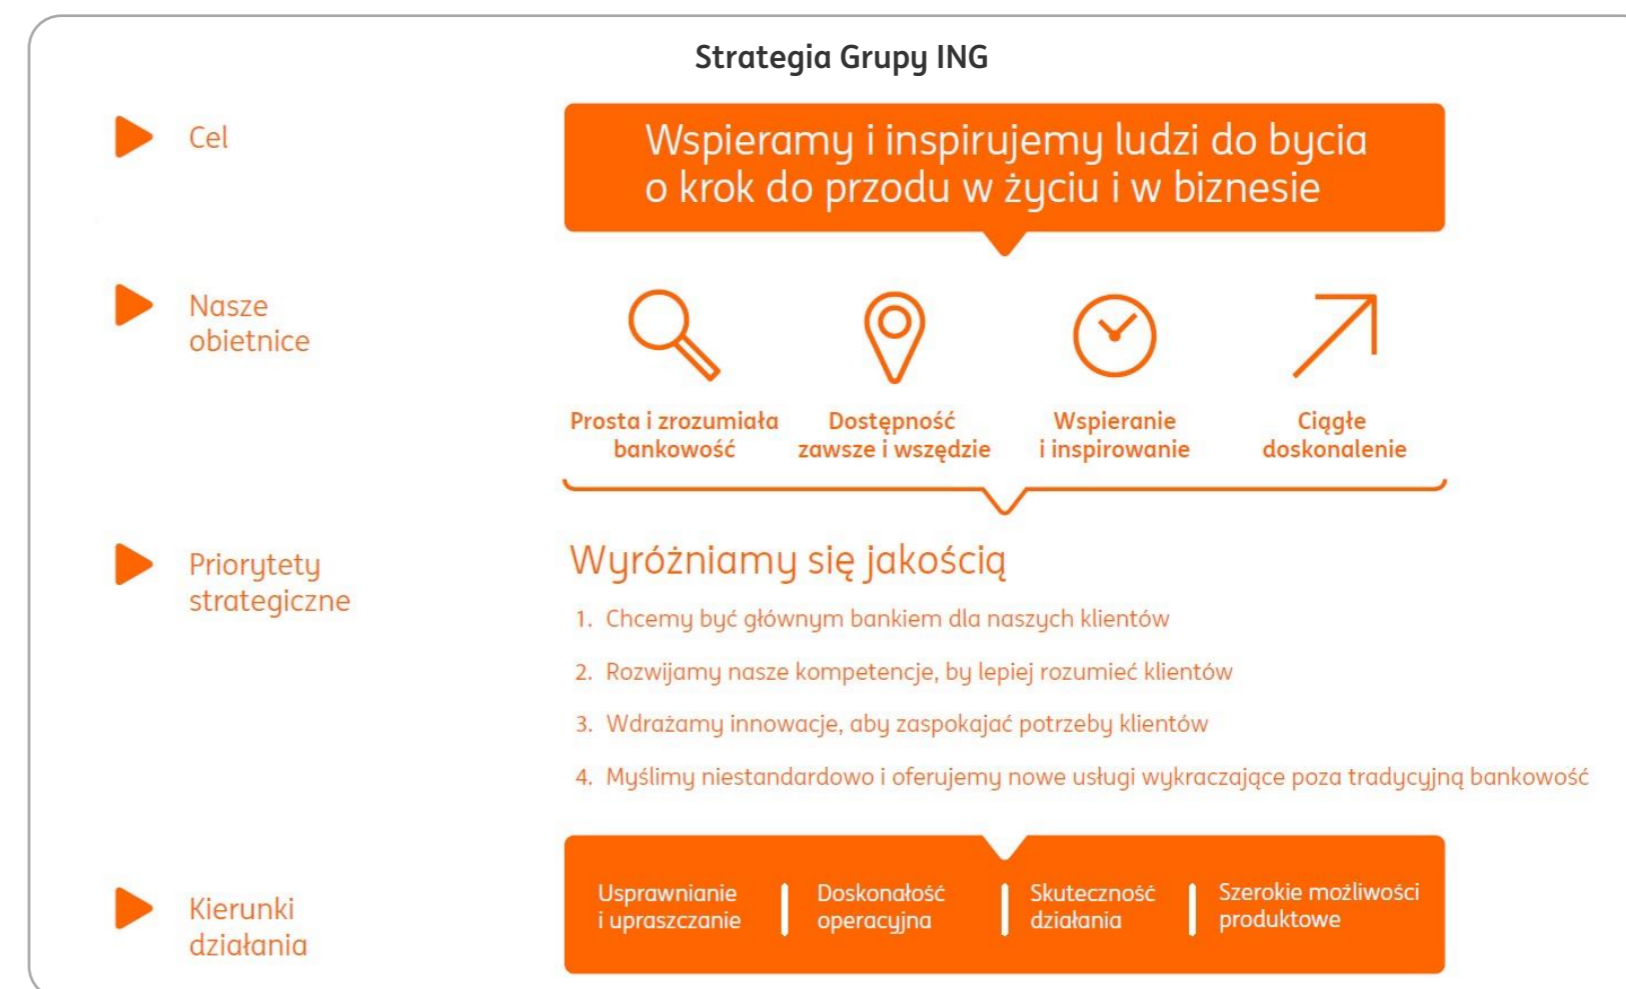 Strategia Grupy ING
Cel
Wspieramy i inspirujemy ludzi do bycia
o krok do przodu w życiu i w biznesie
Nasze
obietnice
Prosta i zrozumiała
bankowość
Dostępność
zawsze i wszędzie
Wspieranie
i inspirowanie
Ciągłe
doskonalenie
Priorytety
strategiczne
Wyróżniamy się jakością
1. Chcemy być głównym bankiem dla naszych klientów
2. Rozwijamy nasze kompetencje, by lepiej rozumieć klientów
3. Wdrażamy innowacje, aby zaspokajać potrzeby klientów
4. Myślimy niestandardowo i oferujemy nowe usługi wykraczające poza tradycyjną bankowość
Kierunki
działania
Usprawnianie
i upraszczanie
Doskonałość
operacyjna
Skuteczność
działania
Szerokie możliwości
produktowe